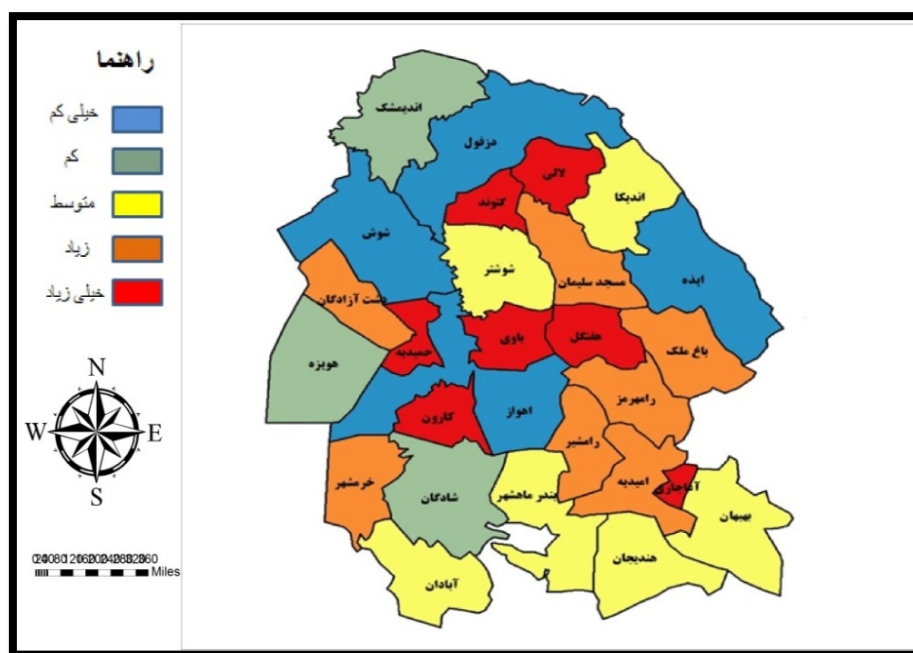 راهنما
خیلی کم
کم
متوسط
زیاد
خیلی زیاد
N
W
E
S
Miles
اندیمشک
دزفول
لالی
گتوند
اندیکا
شوش
شوشتر
مسجد سلیمان
ایذه
دشت آزادگان
حمیدیه
باوی
هفتگل
باغ ملک
هویزه
کارون
اهواز
رامهرمز
رامشیر
خرمشهر
شادگان
بندر ماهشهر
امیدیه
آغاجاری
بهبهان
آبادان
هندیجان